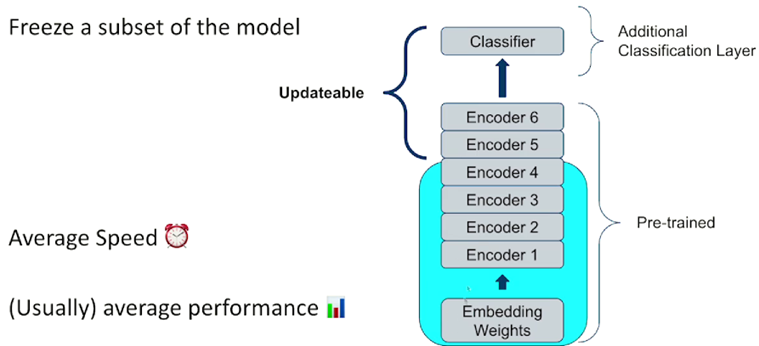 Freeze a subset of the model
Classifier
Additional
Classification Layer
Updateable
Encoder 6
Encoder 5
Encoder 4
Encoder 3
Encoder 2
Encoder 1
Pre-trained
Average Speed ⏰
Embedding
Weights
(Usually) average performance 📊